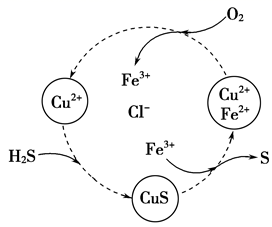 O₂
Fe³⁺
Cu²⁺
Cl⁻
Cu²⁺
Fe²⁺
H₂S
Fe³⁺
S
CuS